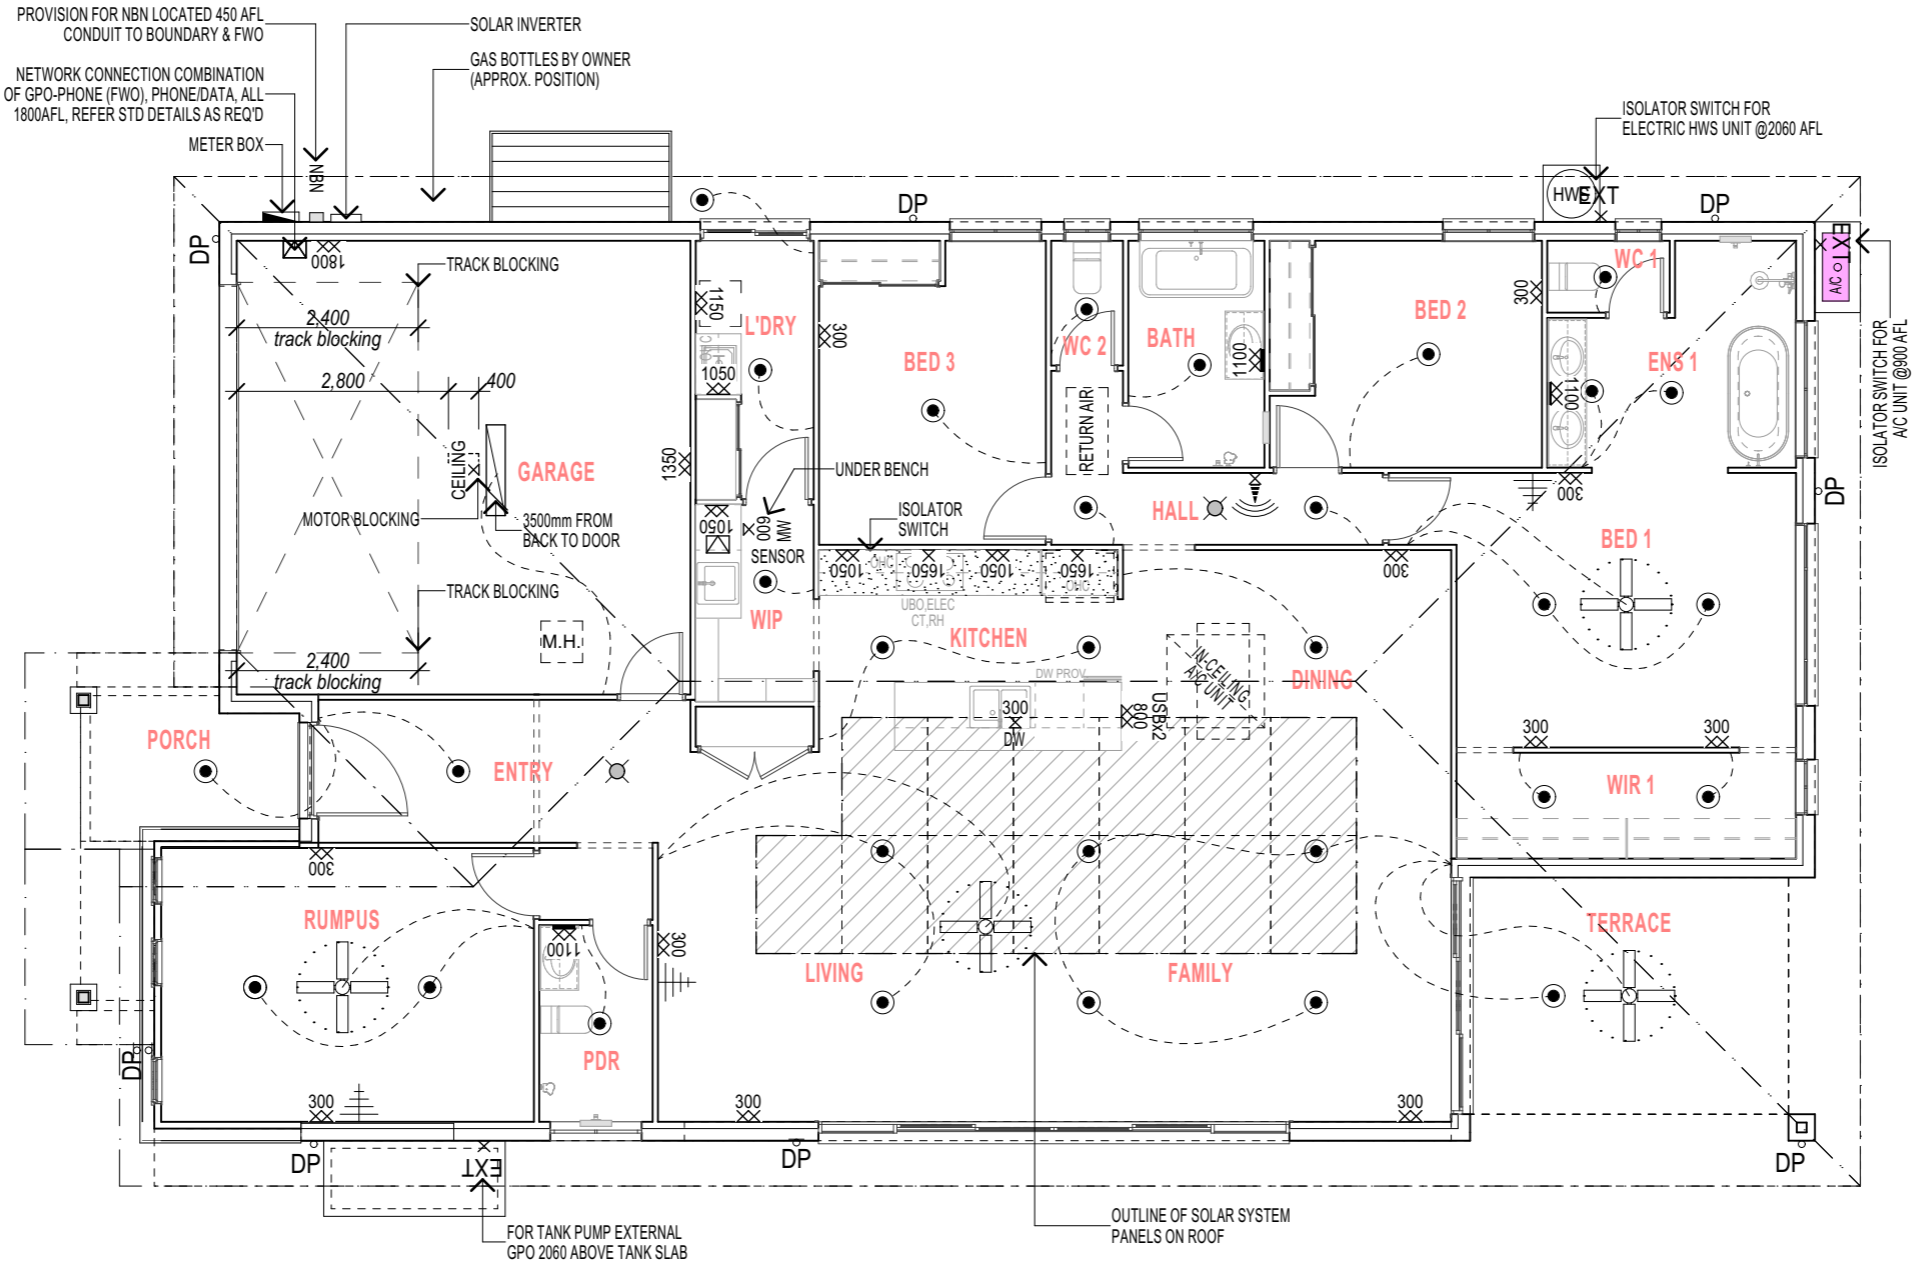 PROVISION FOR NBN LOCATED 450 AFL
CONDUIT TO BOUNDARY & FWO
SOLAR INVERTER
GAS BOTTLES BY OWNER
(APPROX. POSITION)
NETWORK CONNECTION COMBINATION
OF GPO-PHONE (FWO), PHONE/DATA, ALL
1800AFL, REFER STD DETAILS AS REQ'D
METER BOX
NBN
ISOLATOR SWITCH FOR
ELECTRIC HWS UNIT @2060 AFL
HWS
EXT
DP
DP
DP
EXT
A/C
ISOLATOR SWITCH FOR
A/C UNIT @900 AFL
1800
TRACK BLOCKING
2,400
track blocking
2,800
400
CEILING
GARAGE
1350
MOTOR BLOCKING
3500mm FROM
BACK TO DOOR
TRACK BLOCKING
M.H.
2,400
track blocking
1150
L'DRY
1050
UNDER BENCH
1050
600
MW
SENSOR
WIP
300
BED 3
WC 2
BATH
1100
RETURN AIR
BED 2
300
WC 1
ENS 1
1100
300
DP
HALL
ISOLATOR
SWITCH
1050
OHC
1650
1050
1650
OHC
UBO,ELEC
CT,RH
KITCHEN
DW PROV.
300
DW
800
USBx2
IN-CEILING
A/C UNIT
DINING
300
BED 1
300
300
WIR 1
PORCH
ENTRY
300
RUMPUS
300
1100
PDR
300
LIVING
FAMILY
300
300
TERRACE
DP
DP
DP
DP
EXT
FOR TANK PUMP EXTERNAL
GPO 2060 ABOVE TANK SLAB
OUTLINE OF SOLAR SYSTEM
PANELS ON ROOF